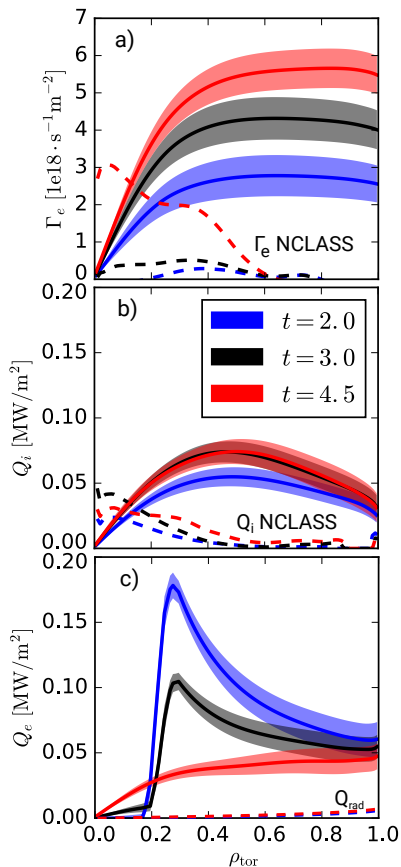 a)
7
6
5
4
3
2
1
0
Γe [1e18 · s−1m−2]
Γe NCLASS
b)
0.20
0.15
0.10
0.05
0.00
Qi [MW/m2]
t = 2.0
t = 3.0
t = 4.5
Qi NCLASS
c)
0.20
0.15
0.10
0.05
0.00
Qe [MW/m2]
Qrad
0.0 0.2 0.4 0.6 0.8 1.0
ρtor